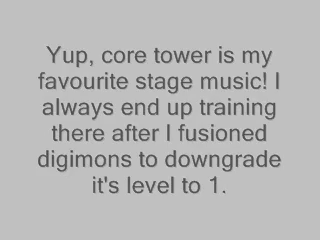 Yup, core tower is my
favourite stage music! I
always end up training
there after I fusioned
digimons to downgrade
it's level to 1.